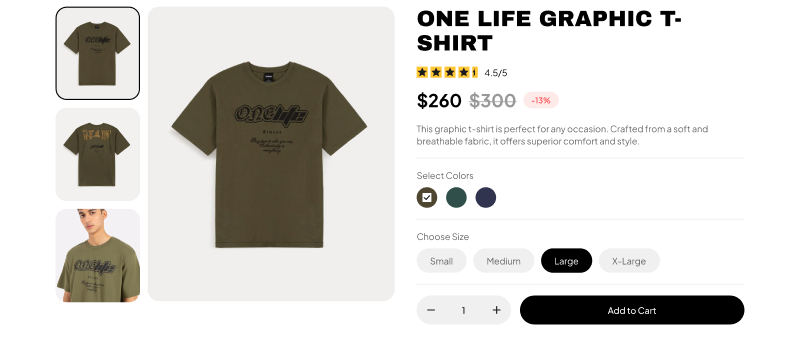 ONE LIFE GRAPHIC T-
SHIRT
4.5/5
$260 $300 -13%
This graphic t-shirt is perfect for any occasion. Crafted from a soft and
breathable fabric, it offers superior comfort and style.
Select Colors
Choose Size
Small Medium Large X-Large
− 1 + Add to Cart
ONElife